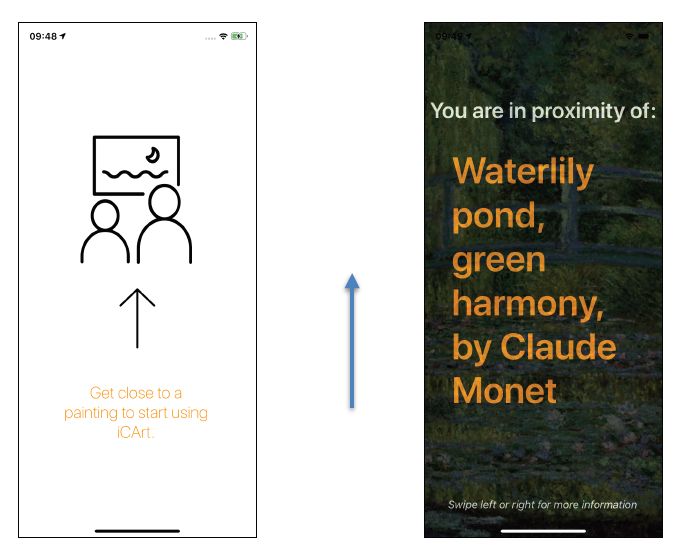 09:48
Get close to a
painting to start using
iCArt.
09:49
You are in proximity of:
Waterlily
pond,
green
harmony,
by Claude
Monet
Swipe left or right for more information